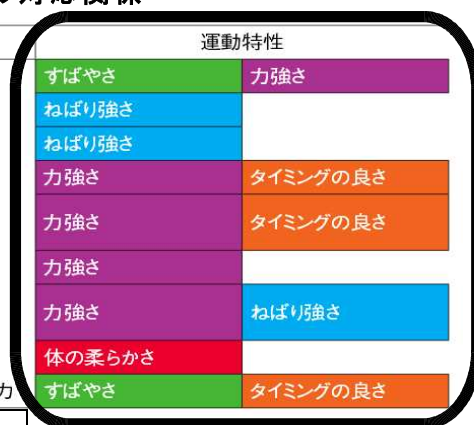 運動特性
すばやさ 力強さ
ねばり強さ
ねばり強さ
力強さ タイミングの良さ
力強さ タイミングの良さ
力強さ
力強さ ねばり強さ
体の柔らかさ
力 すばやさ タイミングの良さ